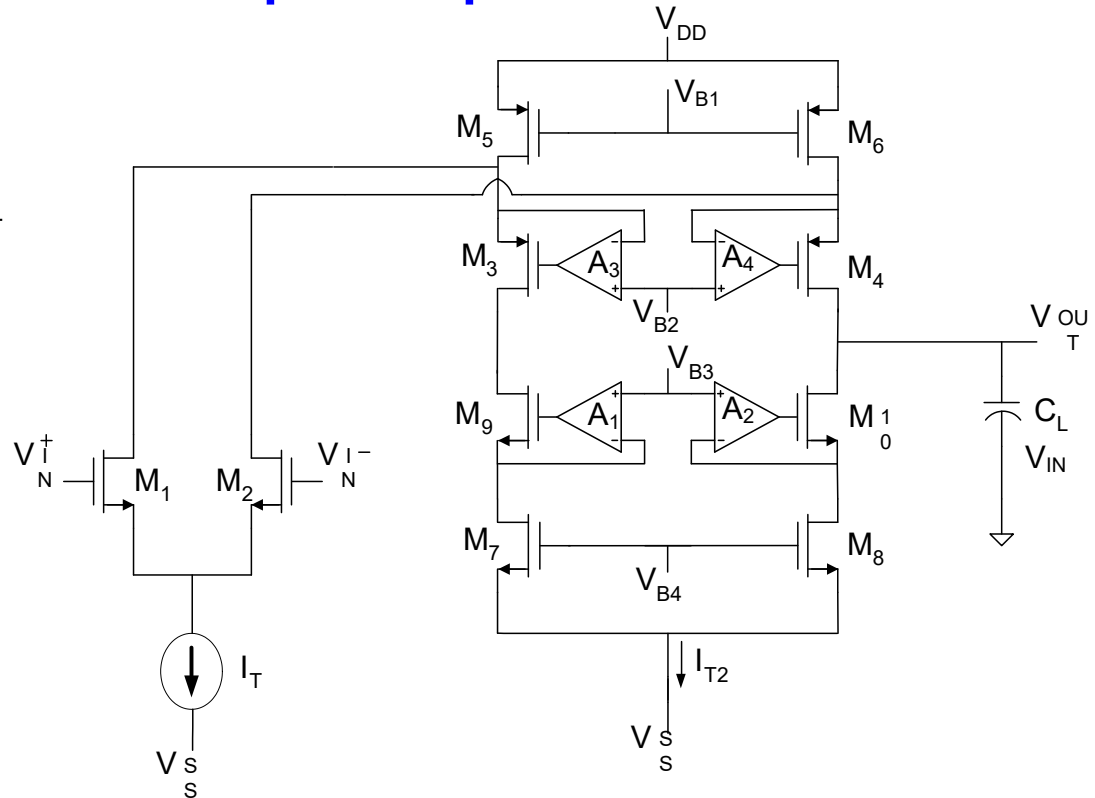 V_DD
V_B1
M_5
M_6
M_3
A_3
A_4
M_4
V_B2
V_OUT
V_B3
M_9
A_1
A_2
M_10
C_L
V_IN
V_IN^+
M_1
M_2
V_IN^-
M_7
M_8
V_B4
I_T
I_T2
V_SS
V_SS
+
-
+
-
+
-
+
-